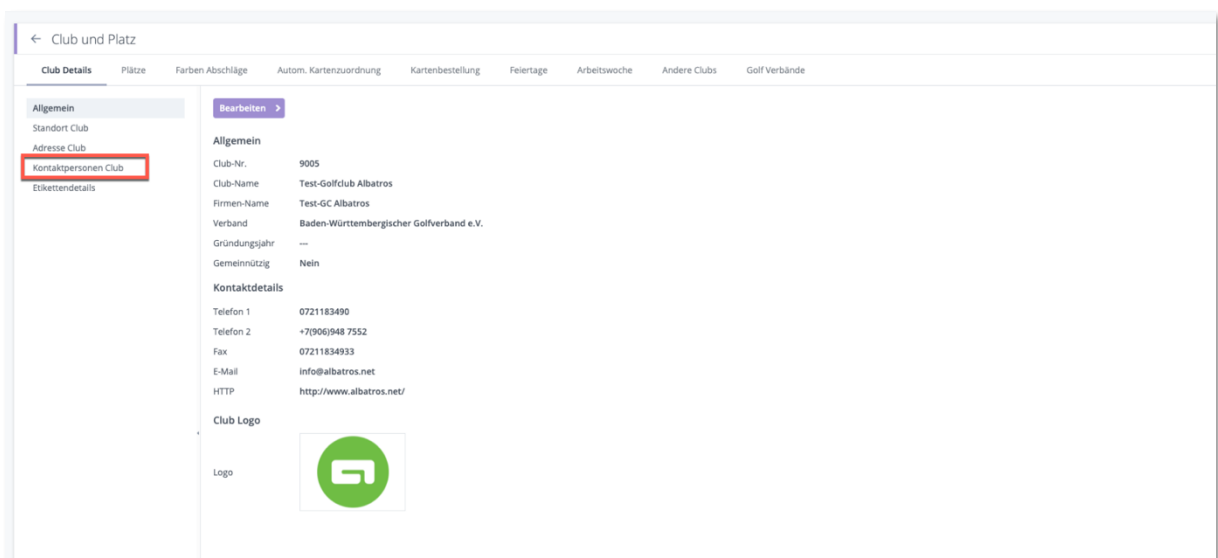 ← Club und Platz
Club Details Plätze Farben Abschläge Autom. Kartenzuordnung Kartenbestellung Feiertage Arbeitswoche Andere Clubs Golf Verbände
Allgemein
Standort Club
Adresse Club
Kontaktpersonen Club
Etikettendetails
Bearbeiten >
Allgemein
Club-Nr. 9005
Club-Name Test-Golfclub Albatros
Firmen-Name Test-GC Albatros
Verband Baden-Württembergischer Golfverband e.V.
Gründungsjahr ---
Gemeinnützig Nein
Kontaktdetails
Telefon 1 0721183490
Telefon 2 +7(906)948 7552
Fax 07211834933
E-Mail info@albatros.net
HTTP http://www.albatros.net/
Club Logo
Logo